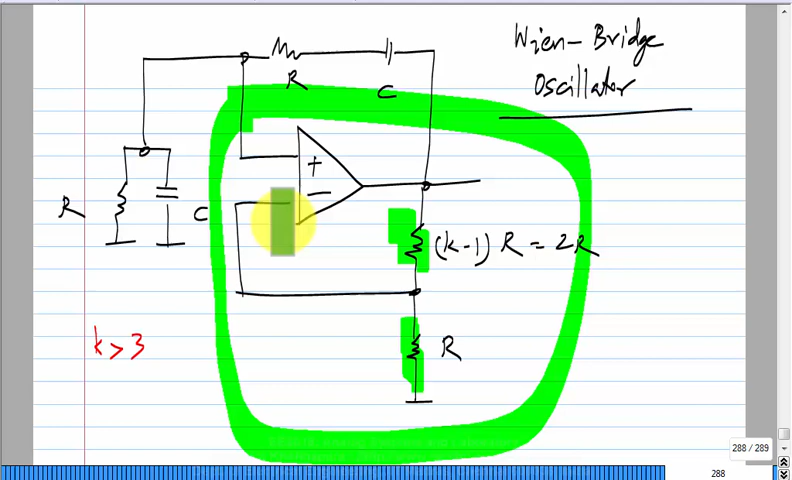 Wien-Bridge
Oscillator
R
C
+
−
R
C
(k-1) R = 2R
R
k > 3
288 / 289
288